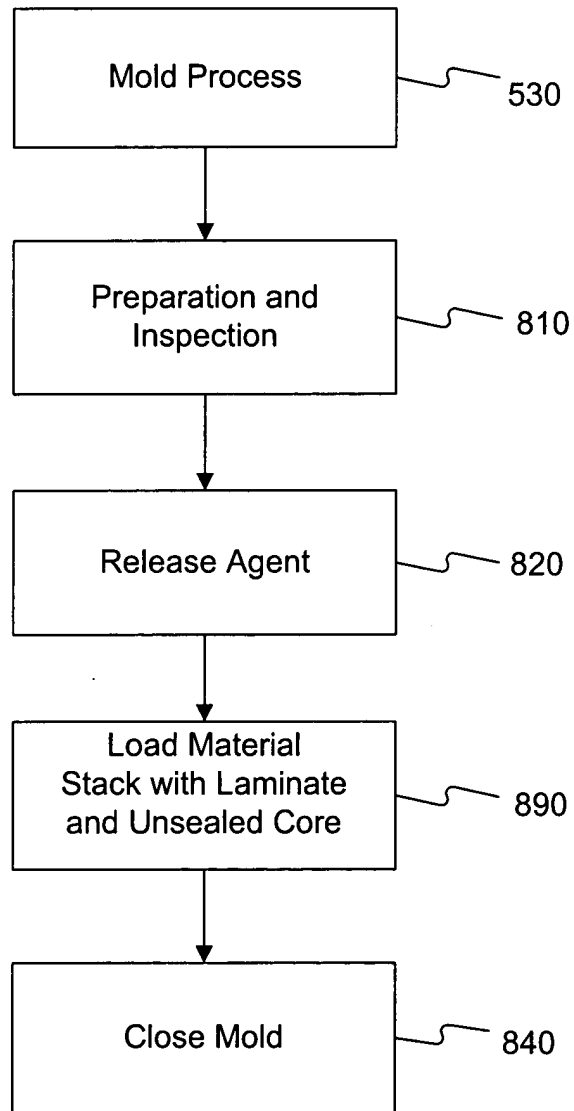 Mold Process
530
Preparation and
Inspection
810
Release Agent
820
Load Material
Stack with Laminate
and Unsealed Core
890
Close Mold
840